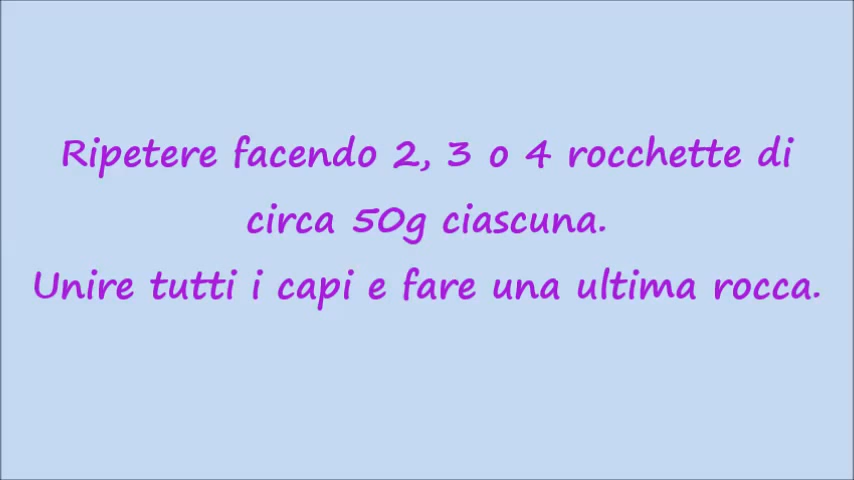 Ripetere facendo 2, 3 o 4 rocchette di
circa 50g ciascuna.
Unire tutti i capi e fare una ultima rocca.